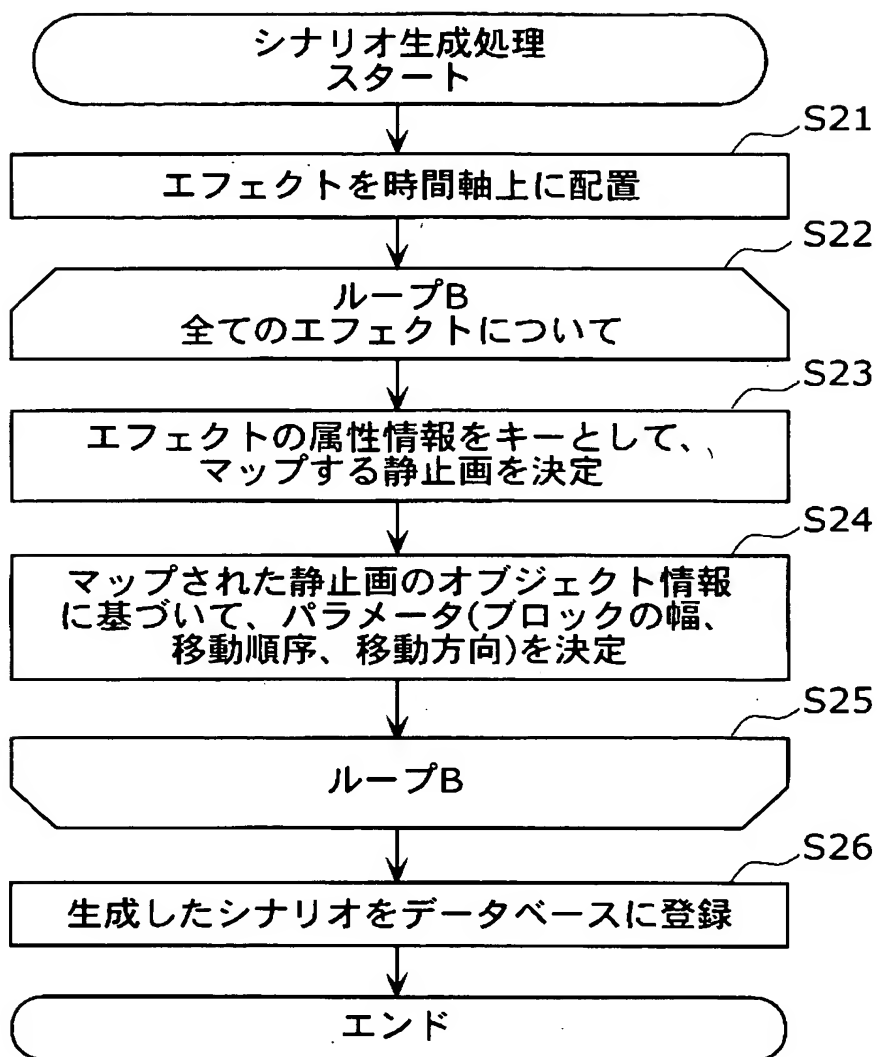 シナリオ生成処理
スタート
S21
エフェクトを時間軸上に配置
S22
ループB
全てのエフェクトについて
S23
エフェクトの属性情報をキーとして、
マップする静止画を決定
S24
マップされた静止画のオブジェクト情報
に基づいて、パラメータ(ブロックの幅、
移動順序、移動方向)を決定
S25
ループB
S26
生成したシナリオをデータベースに登録
エンド